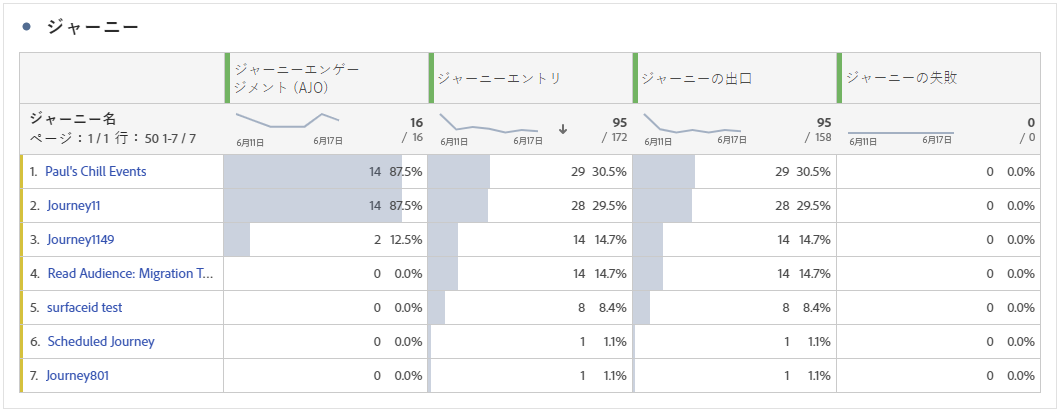 ジャーニー
ジャーニーエンゲー
ジメント (AJO)
ジャーニーエントリ
ジャーニーの出口
ジャーニーの失敗
ジャーニー名
ページ：1 / 1 行： 50 1-7 / 7
6月11日 6月17日 16 / 16
6月11日 6月17日 95 / 172
6月11日 6月17日 95 / 158
6月11日 6月17日 0 / 0
1. Paul's Chill Events 14 87.5% 29 30.5% 29 30.5% 0 0.0%
2. Journey11 14 87.5% 28 29.5% 28 29.5% 0 0.0%
3. Journey1149 2 12.5% 14 14.7% 14 14.7% 0 0.0%
4. Read Audience: Migration T... 0 0.0% 14 14.7% 14 14.7% 0 0.0%
5. surfaceid test 0 0.0% 8 8.4% 8 8.4% 0 0.0%
6. Scheduled Journey 0 0.0% 1 1.1% 1 1.1% 0 0.0%
7. Journey801 0 0.0% 1 1.1% 1 1.1% 0 0.0%